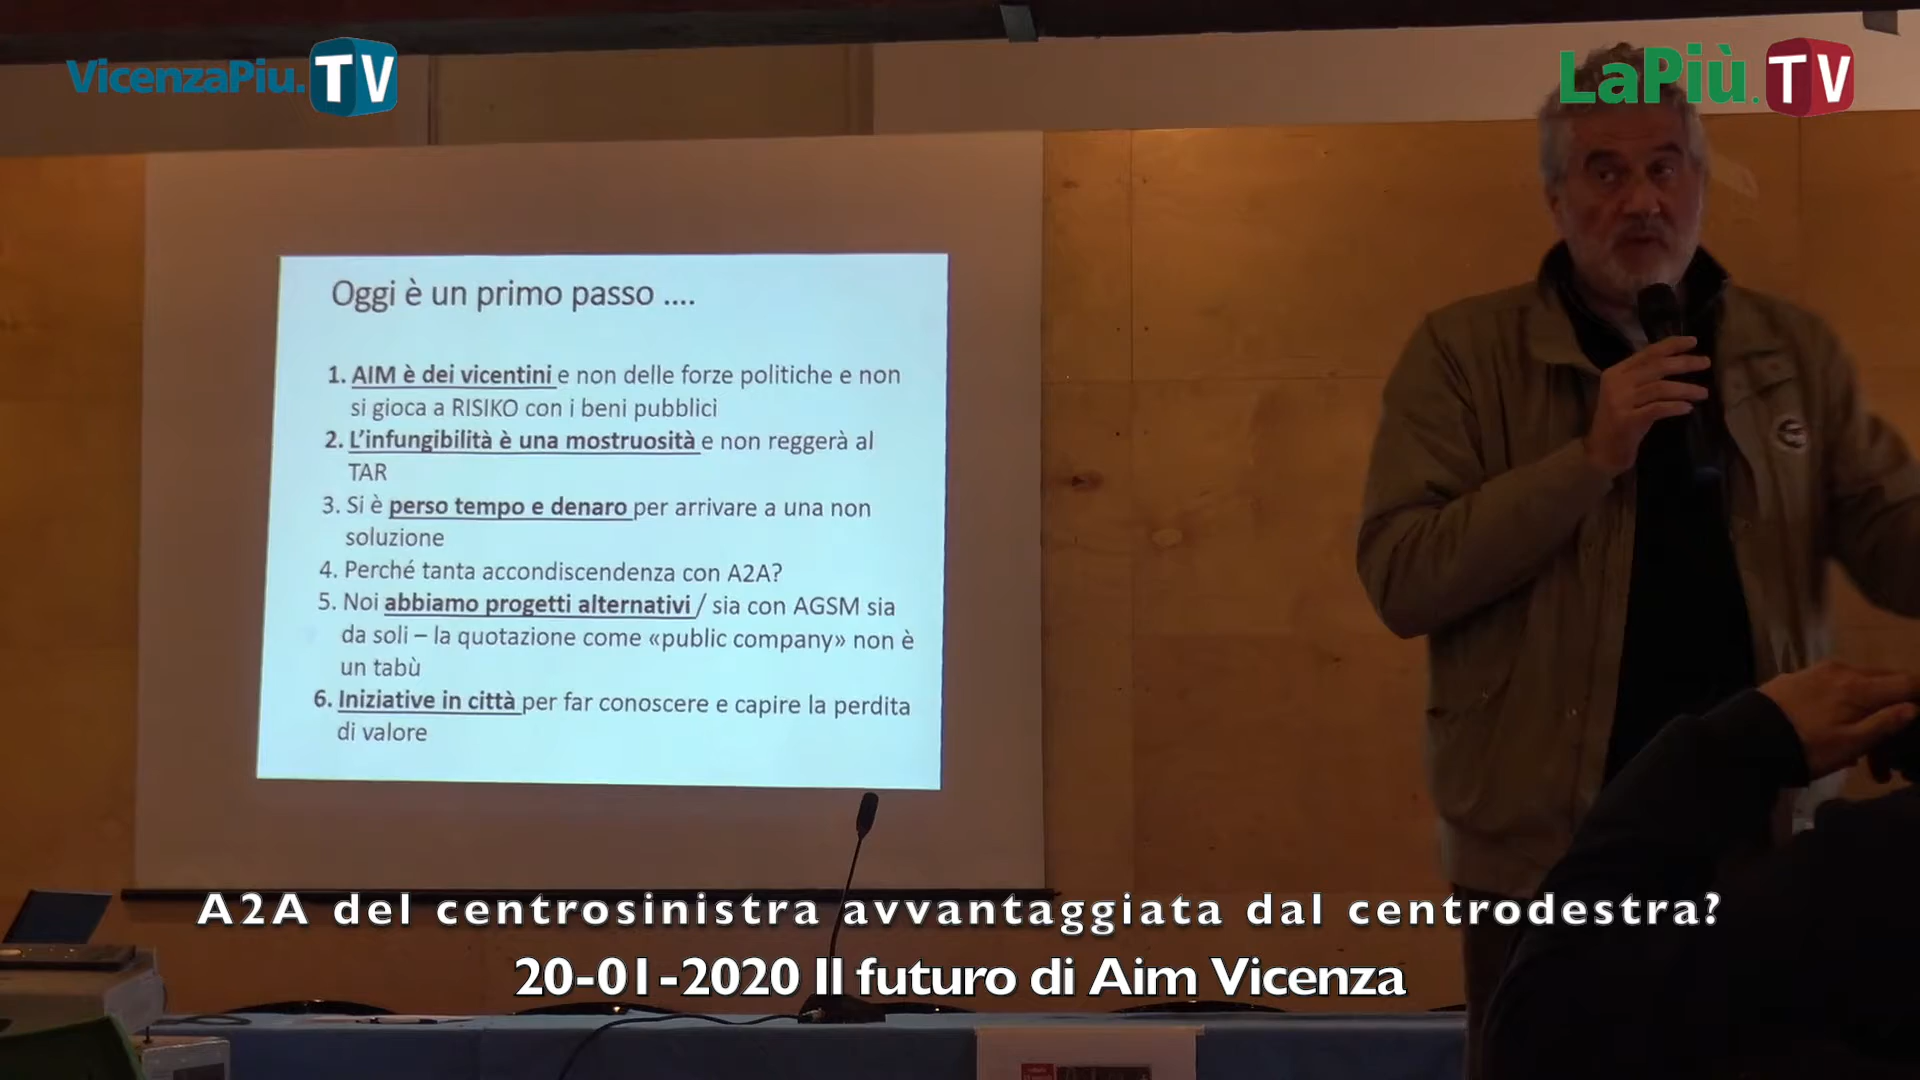 VicenzaPiu.TV
LaPiù.TV
Oggi è un primo passo ....
1. AIM è dei vicentini e non delle forze politiche e non
si gioca a RISIKO con i beni pubblici
2. L'infungibilità è una mostruosità e non reggerà al
TAR
3. Si è perso tempo e denaro per arrivare a una non
soluzione
4. Perché tanta accondiscendenza con A2A?
5. Noi abbiamo progetti alternativi / sia con AGSM sia
da soli – la quotazione come «public company» non è
un tabù
6. Iniziative in città per far conoscere e capire la perdita
di valore
A2A del centrosinistra avvantaggiata dal centrodestra?
20-01-2020 Il futuro di Aim Vicenza